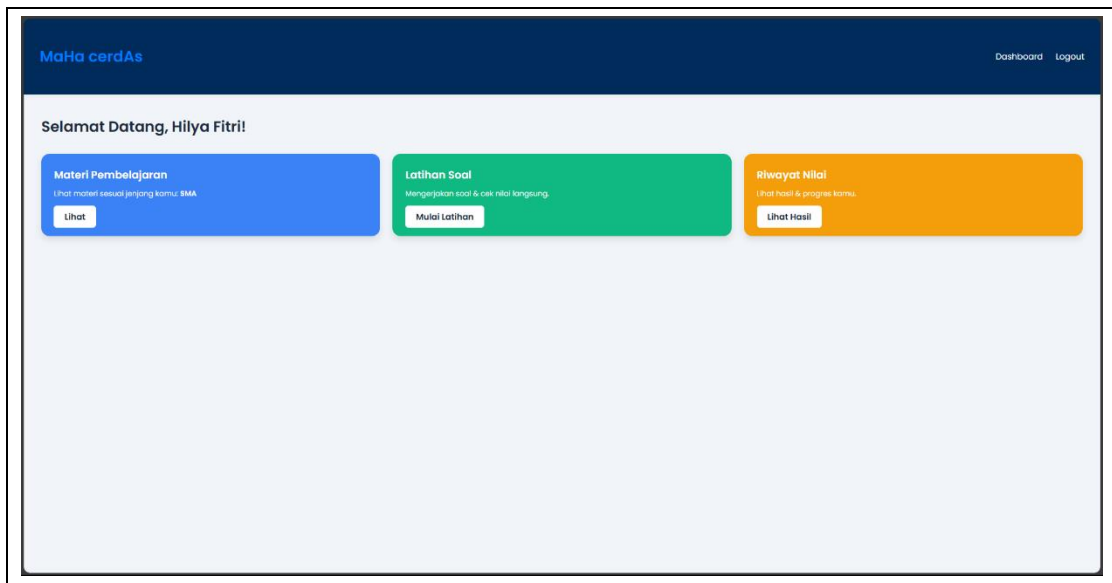 MaHa cerdAs
Dashboard Logout
Selamat Datang, Hilya Fitri!
Materi Pembelajaran
Lihat materi sesuai jenjang kamu: SMA
Lihat
Latihan Soal
Mengerjakan soal & cek nilai langsung.
Mulai Latihan
Riwayat Nilai
Lihat hasil & progres kamu.
Lihat Hasil